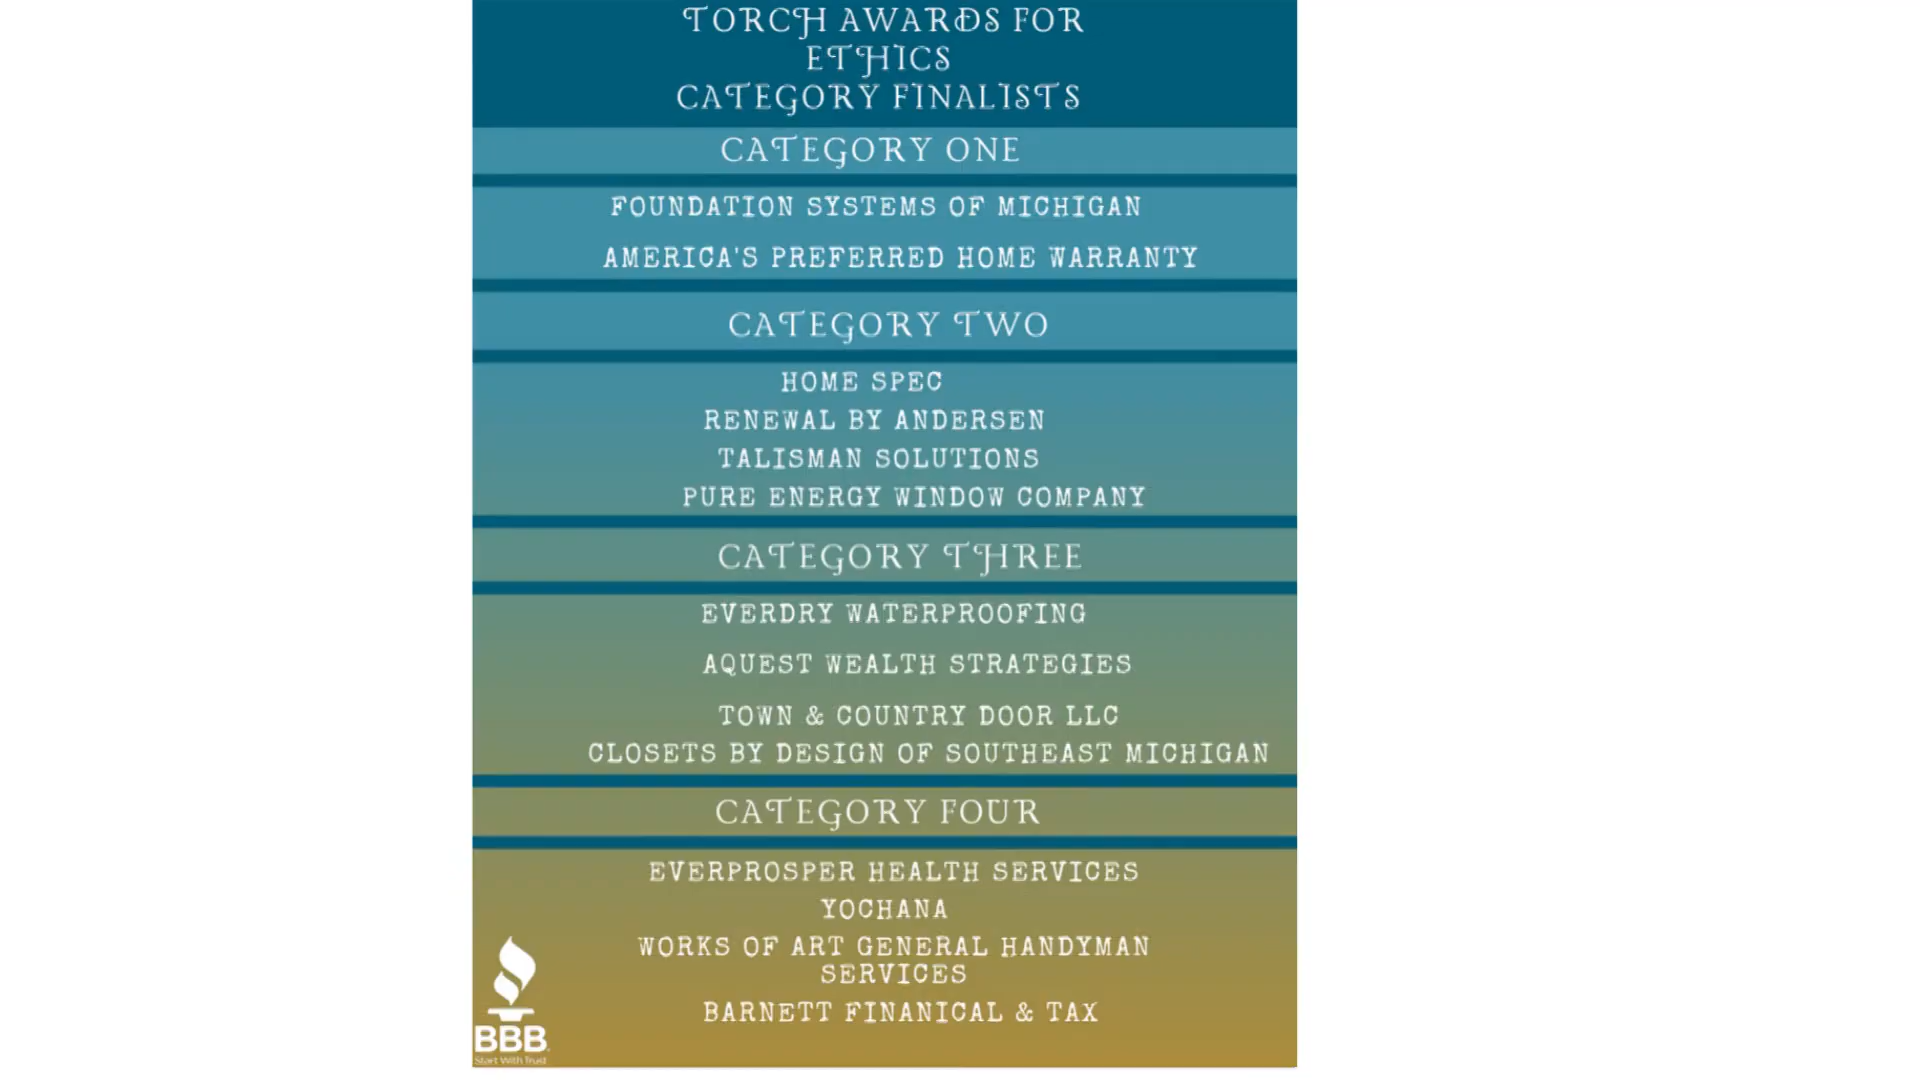 TORCH AWARDS FOR
ETHICS
CATEGORY FINALISTS
CATEGORY ONE
FOUNDATION SYSTEMS OF MICHIGAN
AMERICA'S PREFERRED HOME WARRANTY
CATEGORY TWO
HOME SPEC
RENEWAL BY ANDERSEN
TALISMAN SOLUTIONS
PURE ENERGY WINDOW COMPANY
CATEGORY THREE
EVERDRY WATERPROOFING
AQUEST WEALTH STRATEGIES
TOWN & COUNTRY DOOR LLC
CLOSETS BY DESIGN OF SOUTHEAST MICHIGAN
CATEGORY FOUR
EVERPROSPER HEALTH SERVICES
YOCHANA
WORKS OF ART GENERAL HANDYMAN
SERVICES
BARNETT FINANICAL & TAX
BBB
Start With Trust